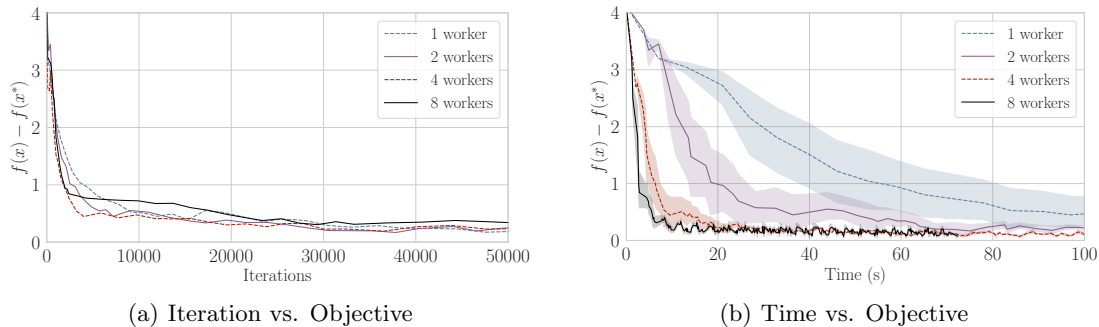 4
3
2
1
0
f(x) − f(x*)
0
10000
20000
30000
40000
50000
Iterations
1 worker
2 workers
4 workers
8 workers
(a) Iteration vs. Objective
4
3
2
1
0
f(x) − f(x*)
0
20
40
60
80
100
Time (s)
1 worker
2 workers
4 workers
8 workers
(b) Time vs. Objective